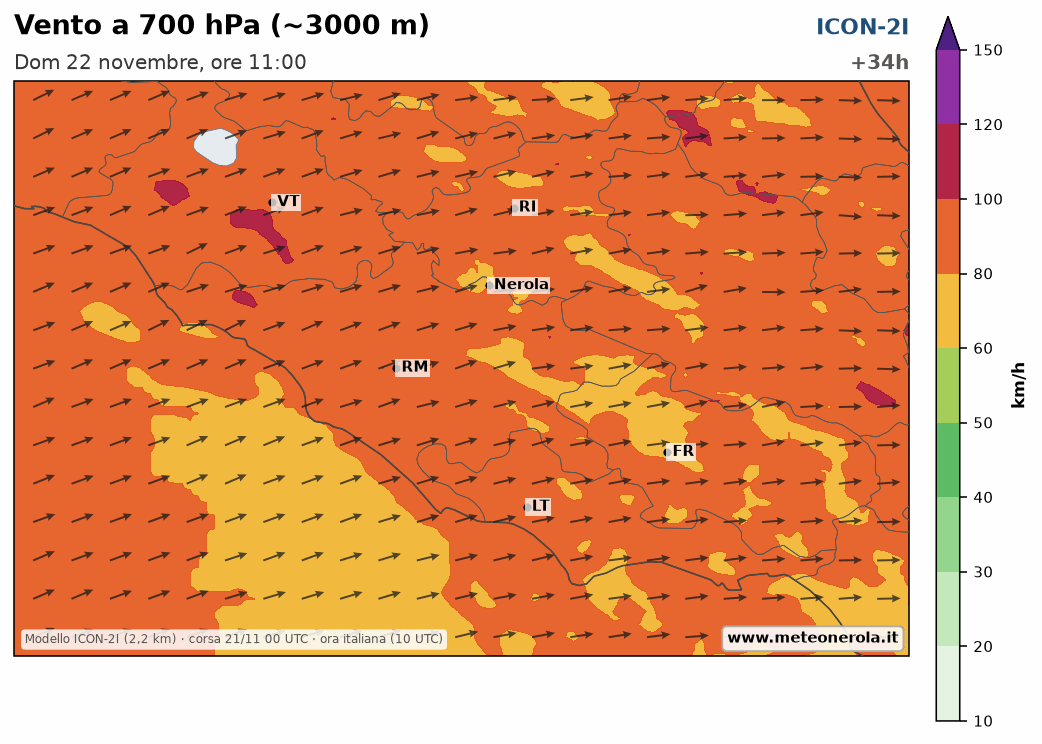 Vento a 700 hPa (~3000 m)
ICON-2I
Dom 22 novembre, ore 11:00
+34h
150
120
100
80
60
50
40
30
20
10
km/h
VT
RI
Nerola
RM
FR
LT
Modello ICON-2I (2,2 km) · corsa 21/11 00 UTC · ora italiana (10 UTC)
www.meteonerola.it